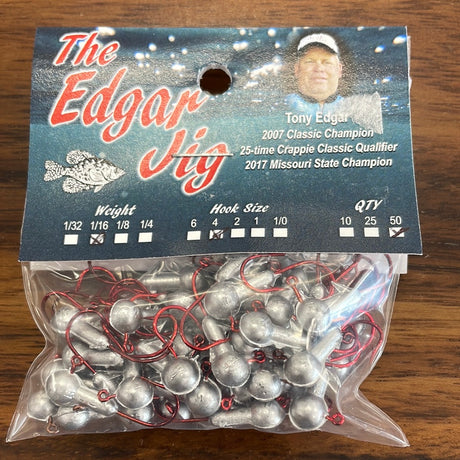 The
Edgar
Jig
Tony Edgar
2007 Classic Champion
25-time Crappie Classic Qualifier
2017 Missouri State Champion
Weight Hook Size QTY
1/32 1/16 1/8 1/4 6 4 2 1 1/0 10 25 50